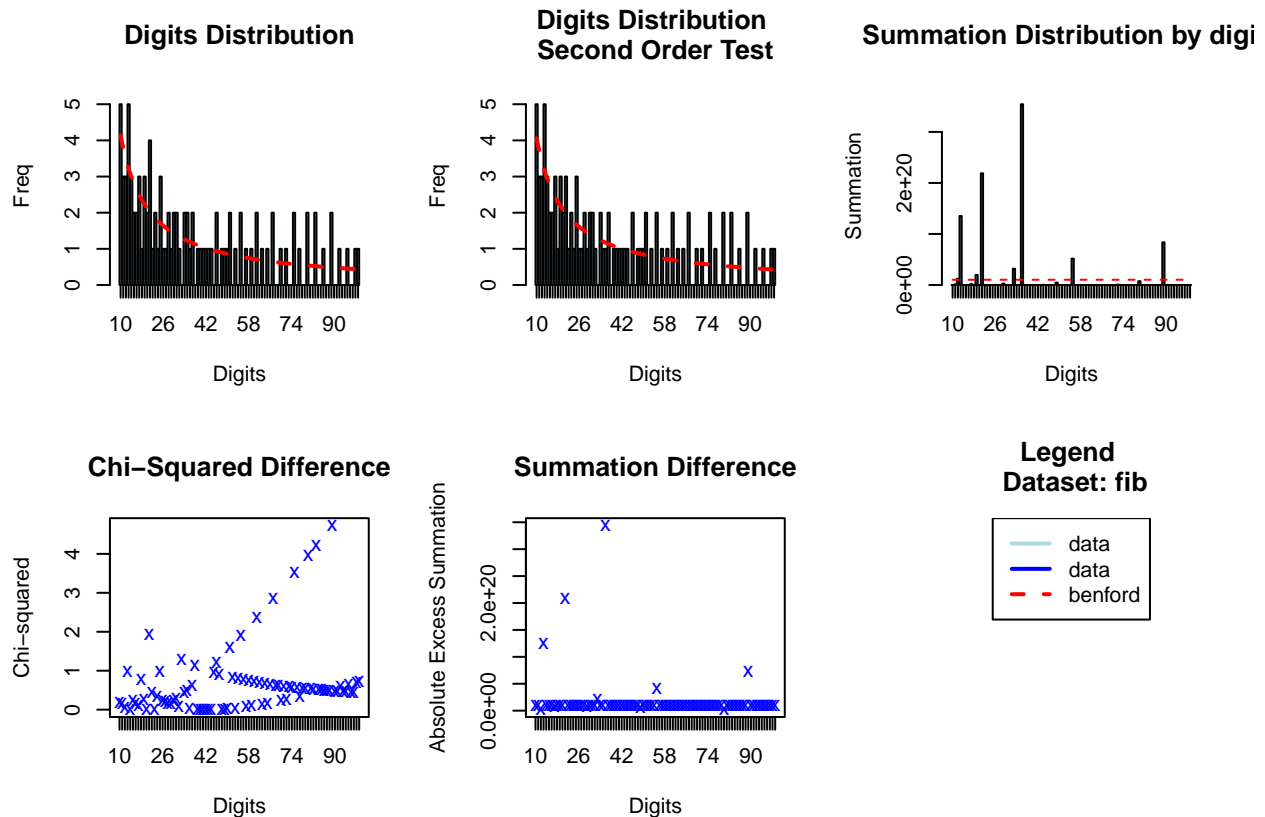 Digits Distribution
Freq
0
1
2
3
4
5
10 26 42 58 74 90
Digits
Digits Distribution
Second Order Test
Freq
0
1
2
3
4
5
10 26 42 58 74 90
Digits
Summation Distribution by digi
Summation
0e+00
2e+20
10 26 42 58 74 90
Digits
Chi−Squared Difference
Chi−squared
0
1
2
3
4
10 26 42 58 74 90
Digits
Summation Difference
Absolute Excess Summation
0.0e+00
2.0e+20
10 26 42 58 74 90
Digits
Legend
Dataset: fib
data
data
benford